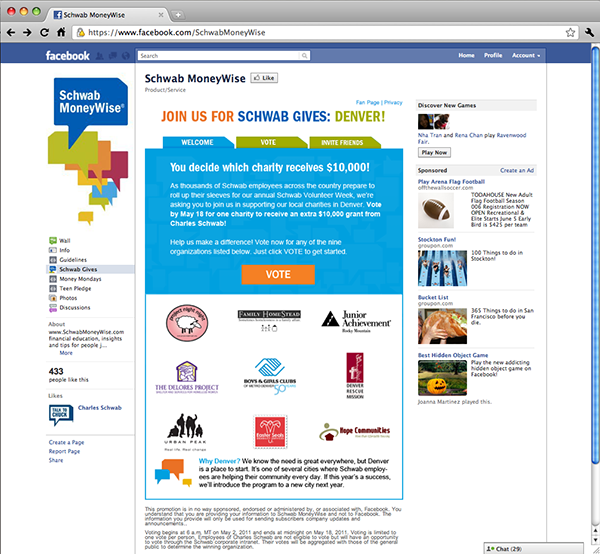 Schwab MoneyWise
https://www.facebook.com/SchwabMoneyWise
facebook
Search
Home Profile Account
Schwab
MoneyWise®
Wall
Info
Guidelines
Schwab Gives
Money Mondays
Teen Pledge
Photos
Discussions
About
www.SchwabMoneyWise.com
financial education, insights
and tips for people j...
More
433
people like this
Likes
TALK TO
CHUCK
Charles Schwab
Create a Page
Report Page
Share
Schwab MoneyWise
Like
Product/Service
Fan Page | Privacy
JOIN US FOR SCHWAB GIVES: DENVER!
WELCOME
VOTE
INVITE FRIENDS
You decide which charity receives $10,000!
As thousands of Schwab employees across the country prepare to
roll up their sleeves for our annual Schwab Volunteer Week, we're
asking you to join us in supporting our local charities in Denver. Vote
by May 18 for one charity to receive an extra $10,000 grant from
Charles Schwab!
Help us make a difference! Vote now for any of the nine
organizations listed below. Just click VOTE to get started.
VOTE
project night night
FAMILY HOMESTEAD
Sometimes homelessness is a family affair.
Junior
Achievement
Rocky Mountain
THE DELORES PROJECT
BOYS & GIRLS CLUBS
OF METRO DENVER
50
DENVER
RESCUE
MISSION
URBAN PEAK
Real life. Real change.
Easter Seals
Hope Communities
Why Denver? We know the need is great everywhere, but Denver
is a place to start. It's one of several cities where Schwab employ-
ees are helping their community every day. If this year's a success,
we'll introduce the program to a new city next year.
This promotion is in no way sponsored, endorsed or administered by, or associated with, Facebook. You
understand that you are providing your information to Schwab MoneyWise and not to Facebook. The
information you provide will only be used for sending subscribers company updates and
announcements.
Voting begins at 6 a.m. MT on May 2, 2011 and ends at midnight on May 18, 2011. Voting is limited to
one vote per person. Employees of Charles Schwab are not eligible to vote but will have an opportunity
to vote through the Schwab corporate intranet. Their votes will be aggregated with those of the general
public to determine the winning organization.
Discover New Games
Nha Tran and Rena Chan play Ravenwood
Fair.
Play Now
Sponsored
Create an Ad
Play Arena Flag Football
offthewallsoccer.com
TODAHOUSE New Adult
Flag Football Season
006 Registration NOW
OPEN Recreational &
Elite Starts June S Early
Bird is $425 per team
Stockton Fun!
groupon.com
100 Things to do in
Stockton!
Bucket List
groupon.com
365 Things to do in San
Francisco before you
die.
Best Hidden Object Game
Play the new addicting
hidden object game on
Facebook!
Joanna Martinez played this.
Chat (29)